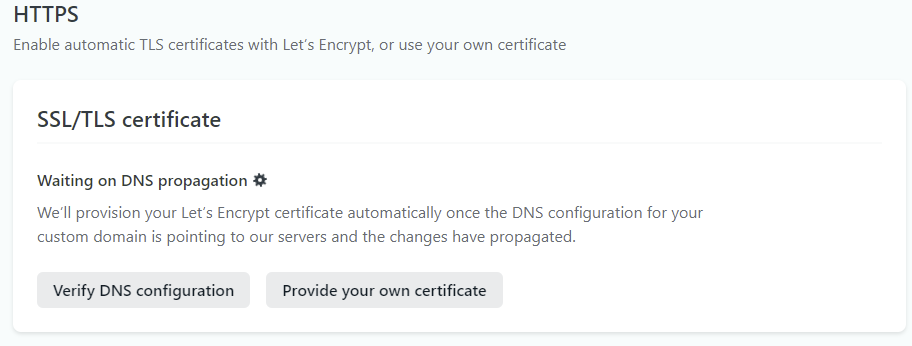 HTTPS
Enable automatic TLS certificates with Let’s Encrypt, or use your own certificate
SSL/TLS certificate
Waiting on DNS propagation
We’ll provision your Let’s Encrypt certificate automatically once the DNS configuration for your
custom domain is pointing to our servers and the changes have propagated.
Verify DNS configuration
Provide your own certificate